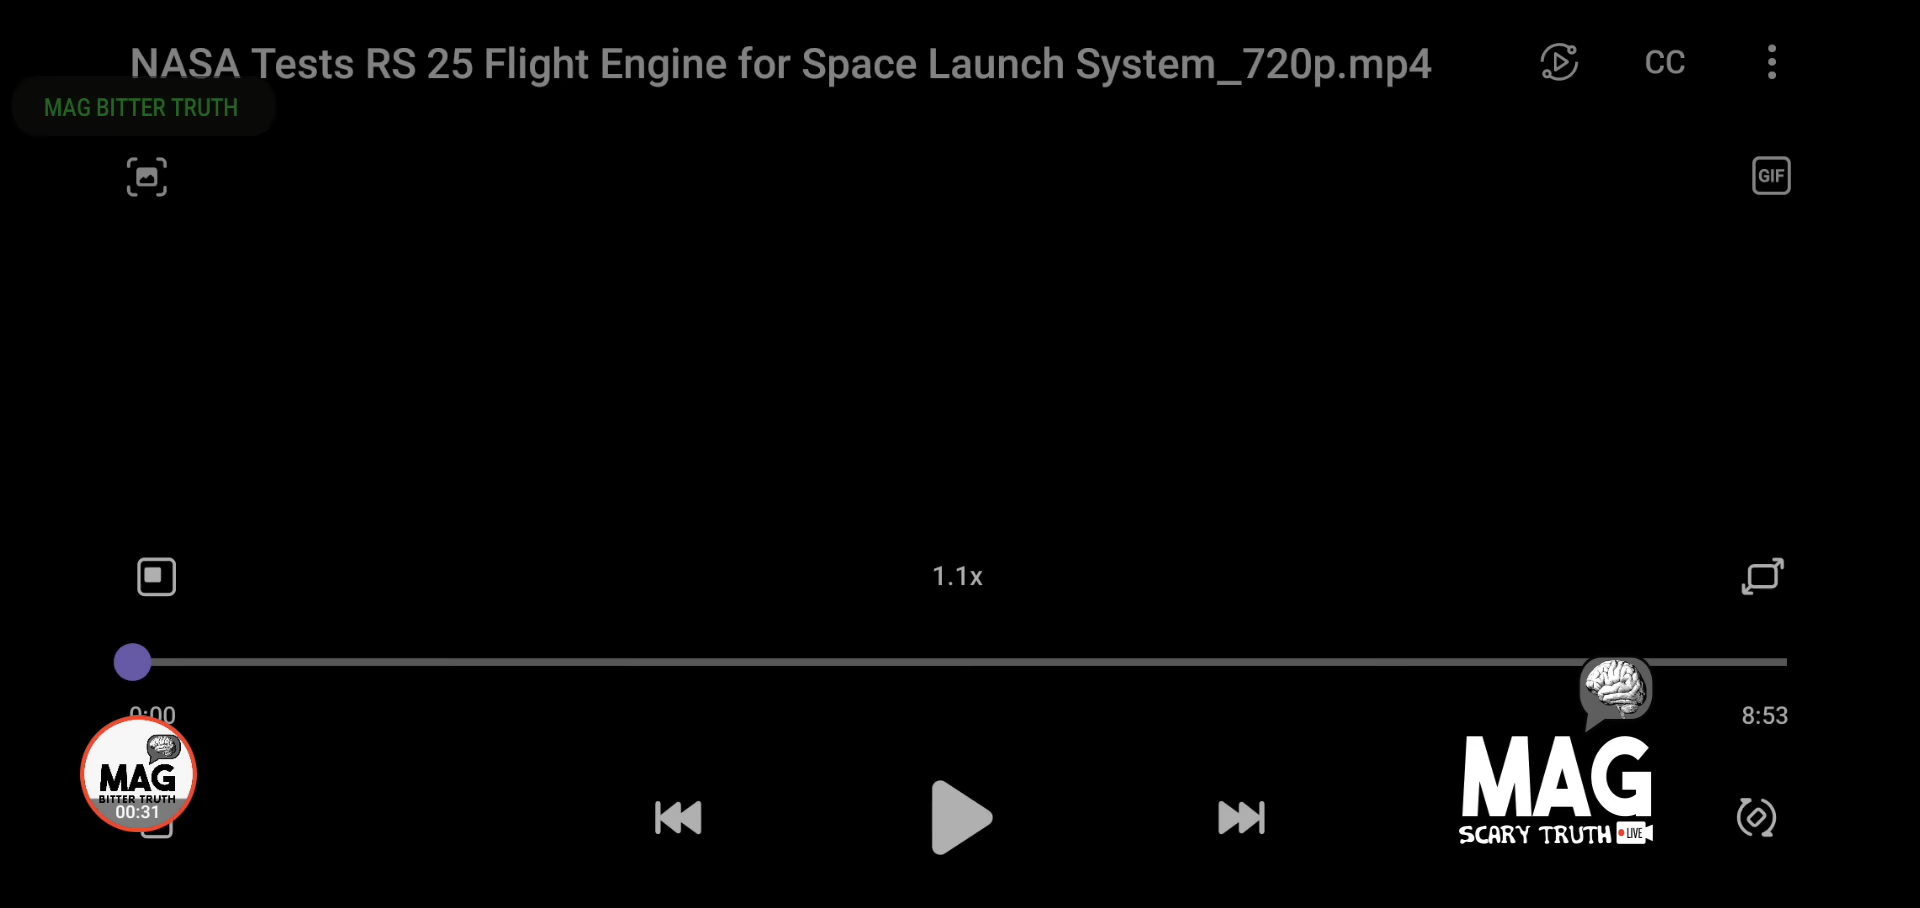 NASA Tests RS 25 Flight Engine for Space Launch System_720p.mp4
CC
MAG BITTER TRUTH
GIF
1.1x
0:00
8:53
MAG
BITTER TRUTH
00:31
MAG
SCARY TRUTH LIVE